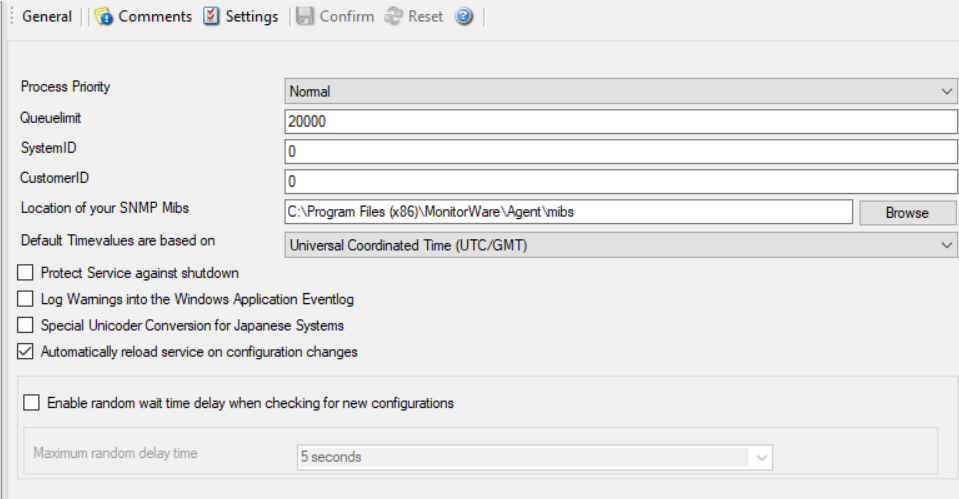 General Comments Settings Confirm Reset
Process Priority Normal
Queuelimit 20000
SystemID 0
CustomerID 0
Location of your SNMP Mibs C:\Program Files (x86)\MonitorWare\Agent\mibs Browse
Default Timevalues are based on Universal Coordinated Time (UTC/GMT)
Protect Service against shutdown
Log Warnings into the Windows Application Eventlog
Special Unicoder Conversion for Japanese Systems
Automatically reload service on configuration changes
Enable random wait time delay when checking for new configurations
Maximum random delay time 5 seconds